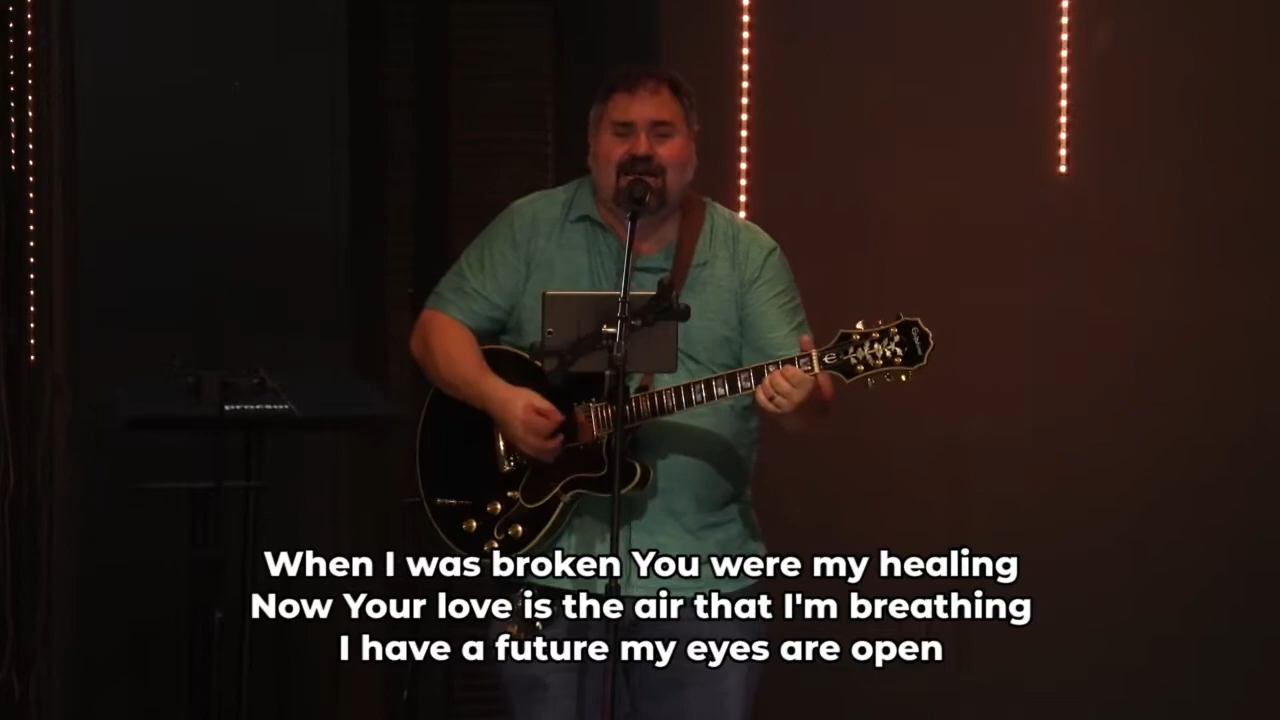 When I was broken You were my healing
Now Your love is the air that I'm breathing
I have a future my eyes are open